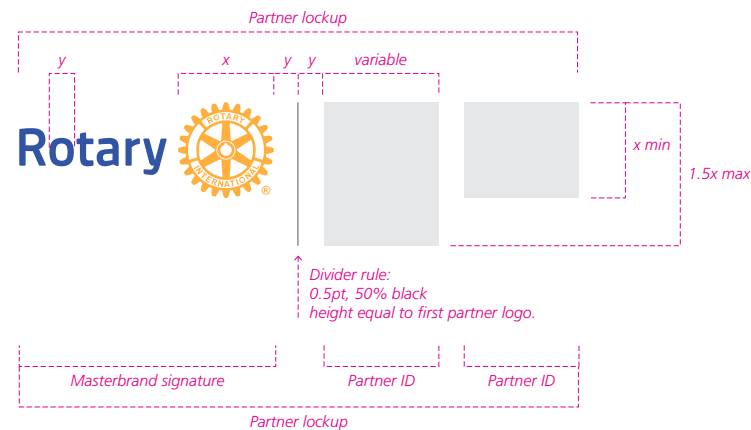 Partner lockup
y
x
y
y
variable
Rotary
ROTARY
INTERNATIONAL
®
x min
1.5x max
Divider rule:
0.5pt, 50% black
height equal to first partner logo.
Masterbrand signature
Partner ID
Partner ID
Partner lockup